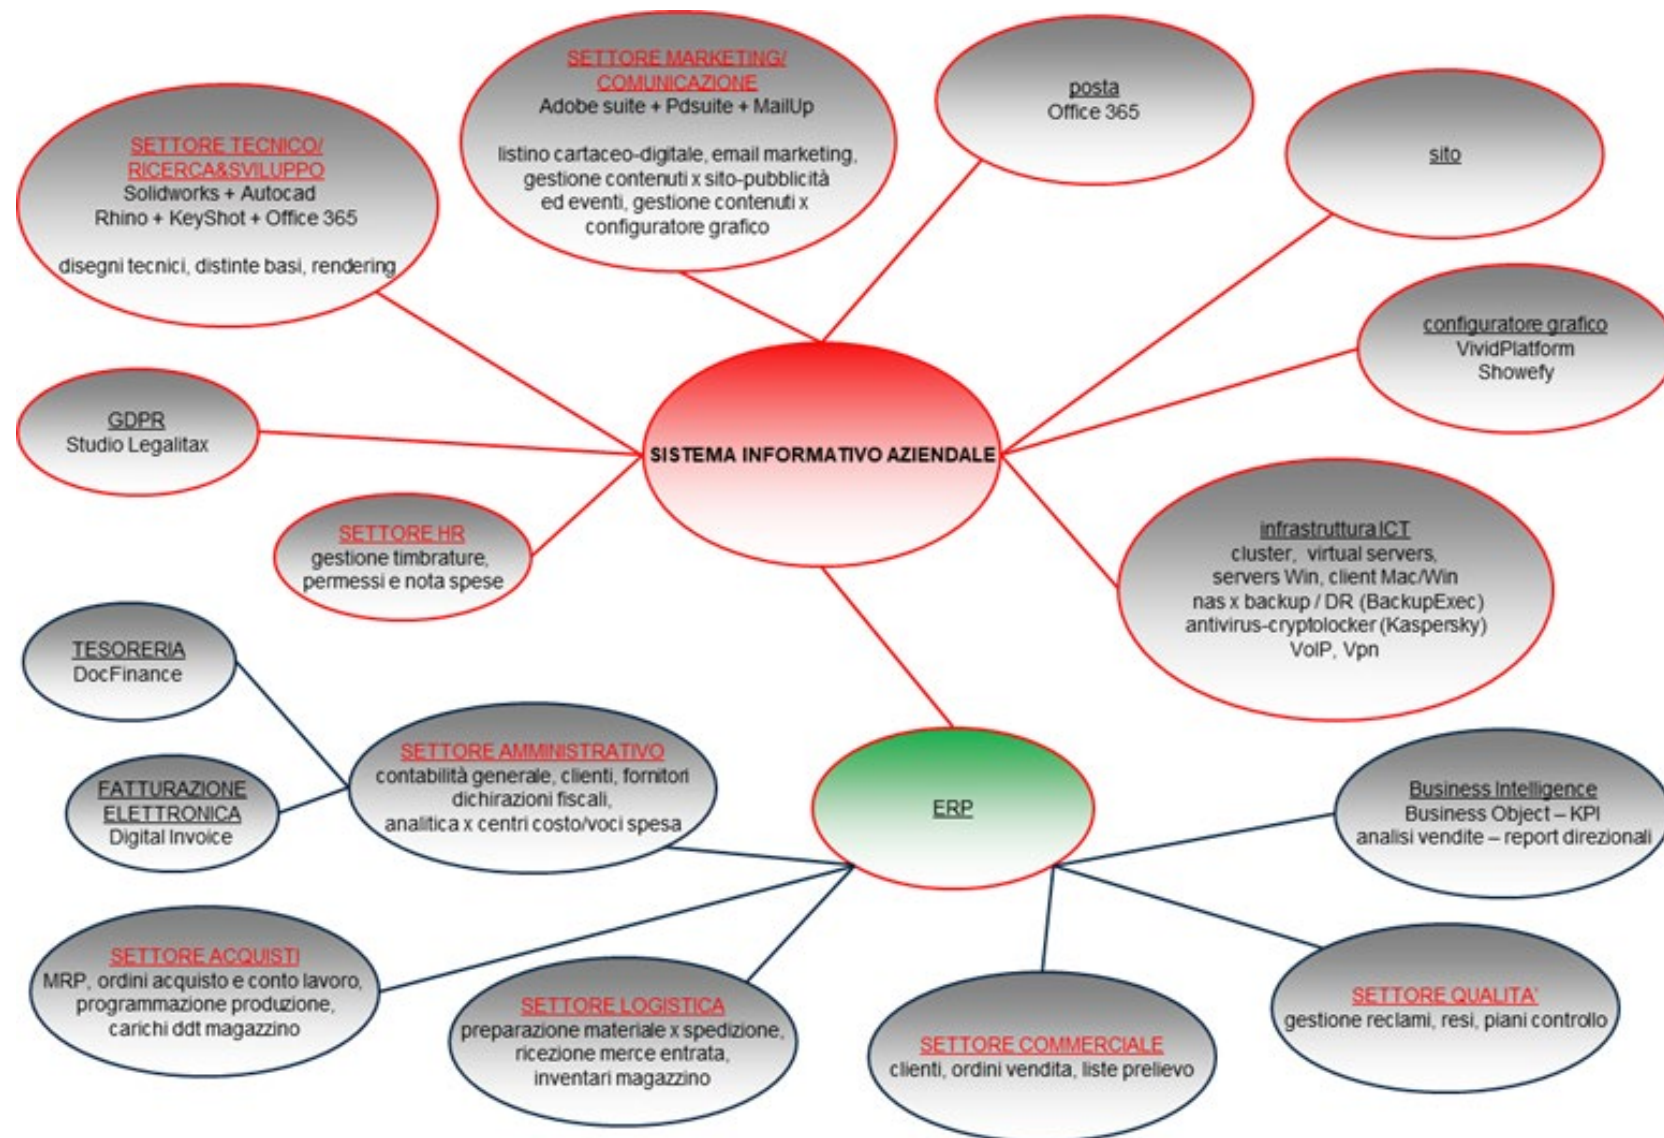 SETTORE MARKETING/
COMUNICAZIONE
Adobe suite + Pdsuite + MailUp
listino cartaceo-digitale, email marketing,
gestione contenuti x sito-pubblicità
ed eventi, gestione contenuti x
configuratore grafico
posta
Office 365
SETTORE TECNICO/
RICERCA&SVILUPPO
Solidworks + Autocad
Rhino + KeyShot + Office 365
disegni tecnici, distinte basi, rendering
sito
configuratore grafico
VividPlatform
Showefy
GDPR
Studio Legalitax
SISTEMA INFORMATIVO AZIENDALE
SETTORE HR
gestione timbrature,
permessi e nota spese
infrastruttura ICT
cluster, virtual servers,
servers Win, client Mac/Win
nas x backup / DR (BackupExec)
antivirus-cryptolocker (Kaspersky)
VoIP, Vpn
TESORERIA
DocFinance
SETTORE AMMINISTRATIVO
contabilità generale, clienti, fornitori
dichirazioni fiscali,
analitica x centri costo/voci spesa
FATTURAZIONE
ELETTRONICA
Digital Invoice
ERP
Business Intelligence
Business Object – KPI
analisi vendite – report direzionali
SETTORE ACQUISTI
MRP, ordini acquisto e conto lavoro,
programmazione produzione,
carichi ddt magazzino
SETTORE LOGISTICA
preparazione materiale x spedizione,
ricezione merce entrata,
inventari magazzino
SETTORE COMMERCIALE
clienti, ordini vendita, liste prelievo
SETTORE QUALITA'
gestione reclami, resi, piani controllo